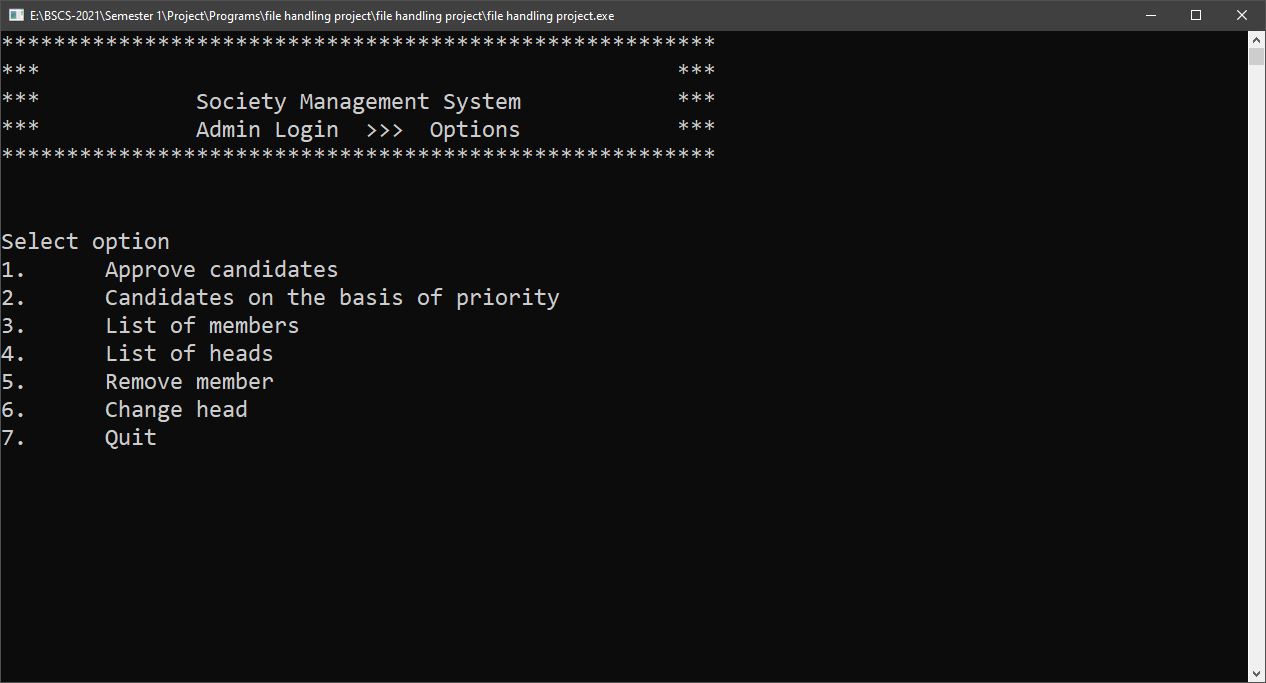 E:\BSCS-2021\Semester 1\Project\Programs\file handling project\file handling project\file handling project.exe
*******************************************************
***                                                 ***
***            Society Management System            ***
***            Admin Login  >>>  Options            ***
*******************************************************
Select option
1.      Approve candidates
2.      Candidates on the basis of priority
3.      List of members
4.      List of heads
5.      Remove member
6.      Change head
7.      Quit